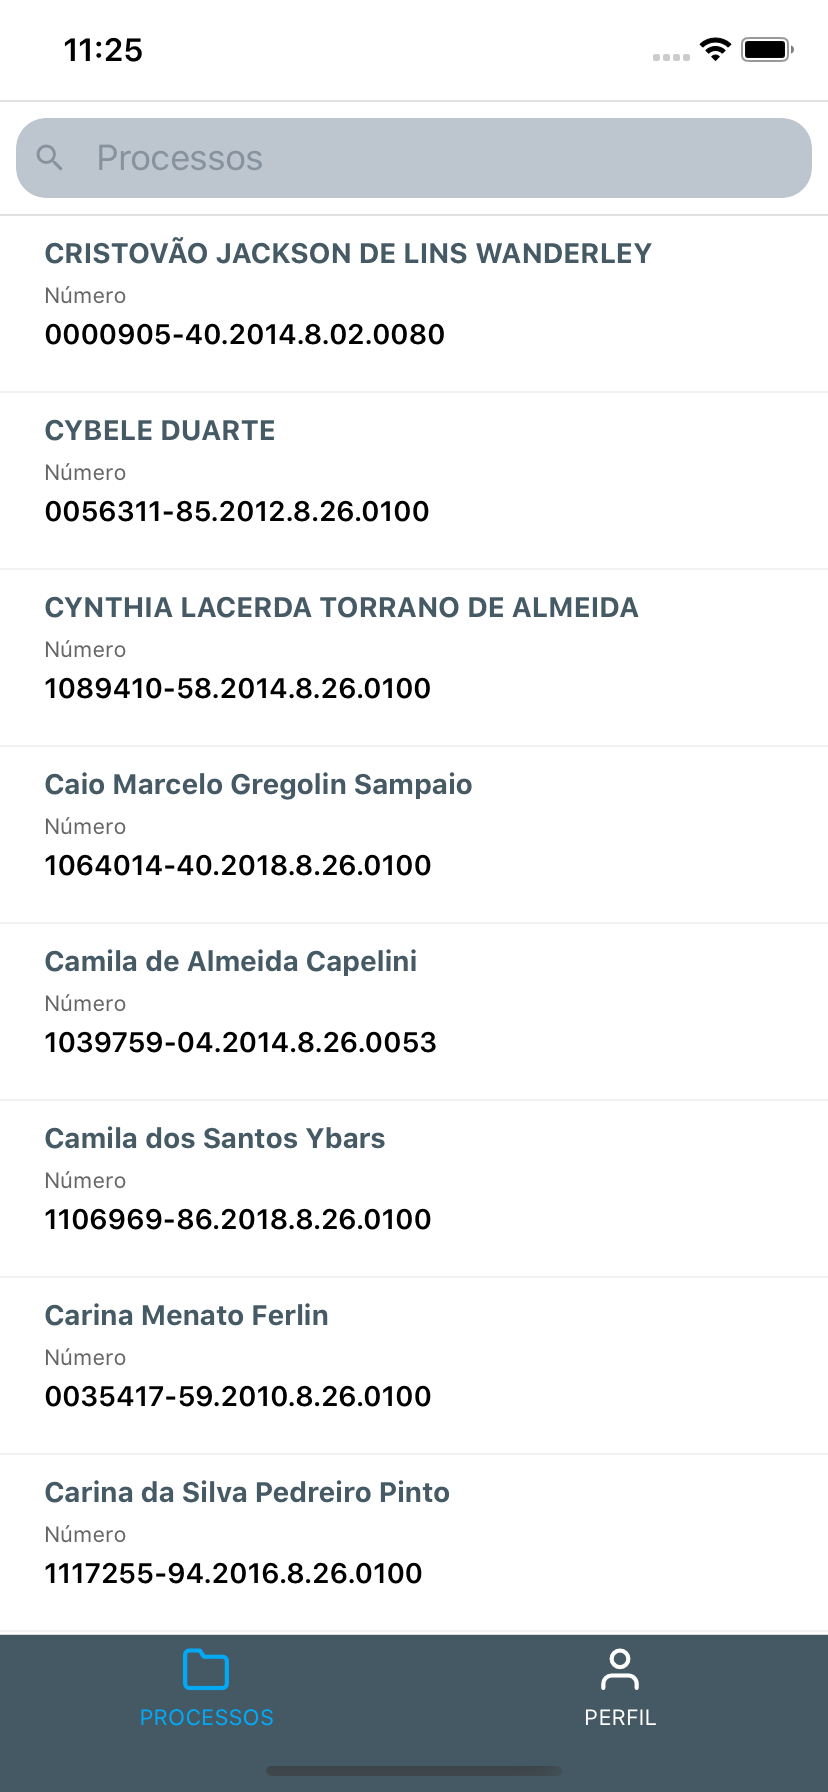 11:25
Processos
CRISTOVÃO JACKSON DE LINS WANDERLEY
Número
0000905-40.2014.8.02.0080
CYBELE DUARTE
Número
0056311-85.2012.8.26.0100
CYNTHIA LACERDA TORRANO DE ALMEIDA
Número
1089410-58.2014.8.26.0100
Caio Marcelo Gregolin Sampaio
Número
1064014-40.2018.8.26.0100
Camila de Almeida Capelini
Número
1039759-04.2014.8.26.0053
Camila dos Santos Ybars
Número
1106969-86.2018.8.26.0100
Carina Menato Ferlin
Número
0035417-59.2010.8.26.0100
Carina da Silva Pedreiro Pinto
Número
1117255-94.2016.8.26.0100
PROCESSOS PERFIL